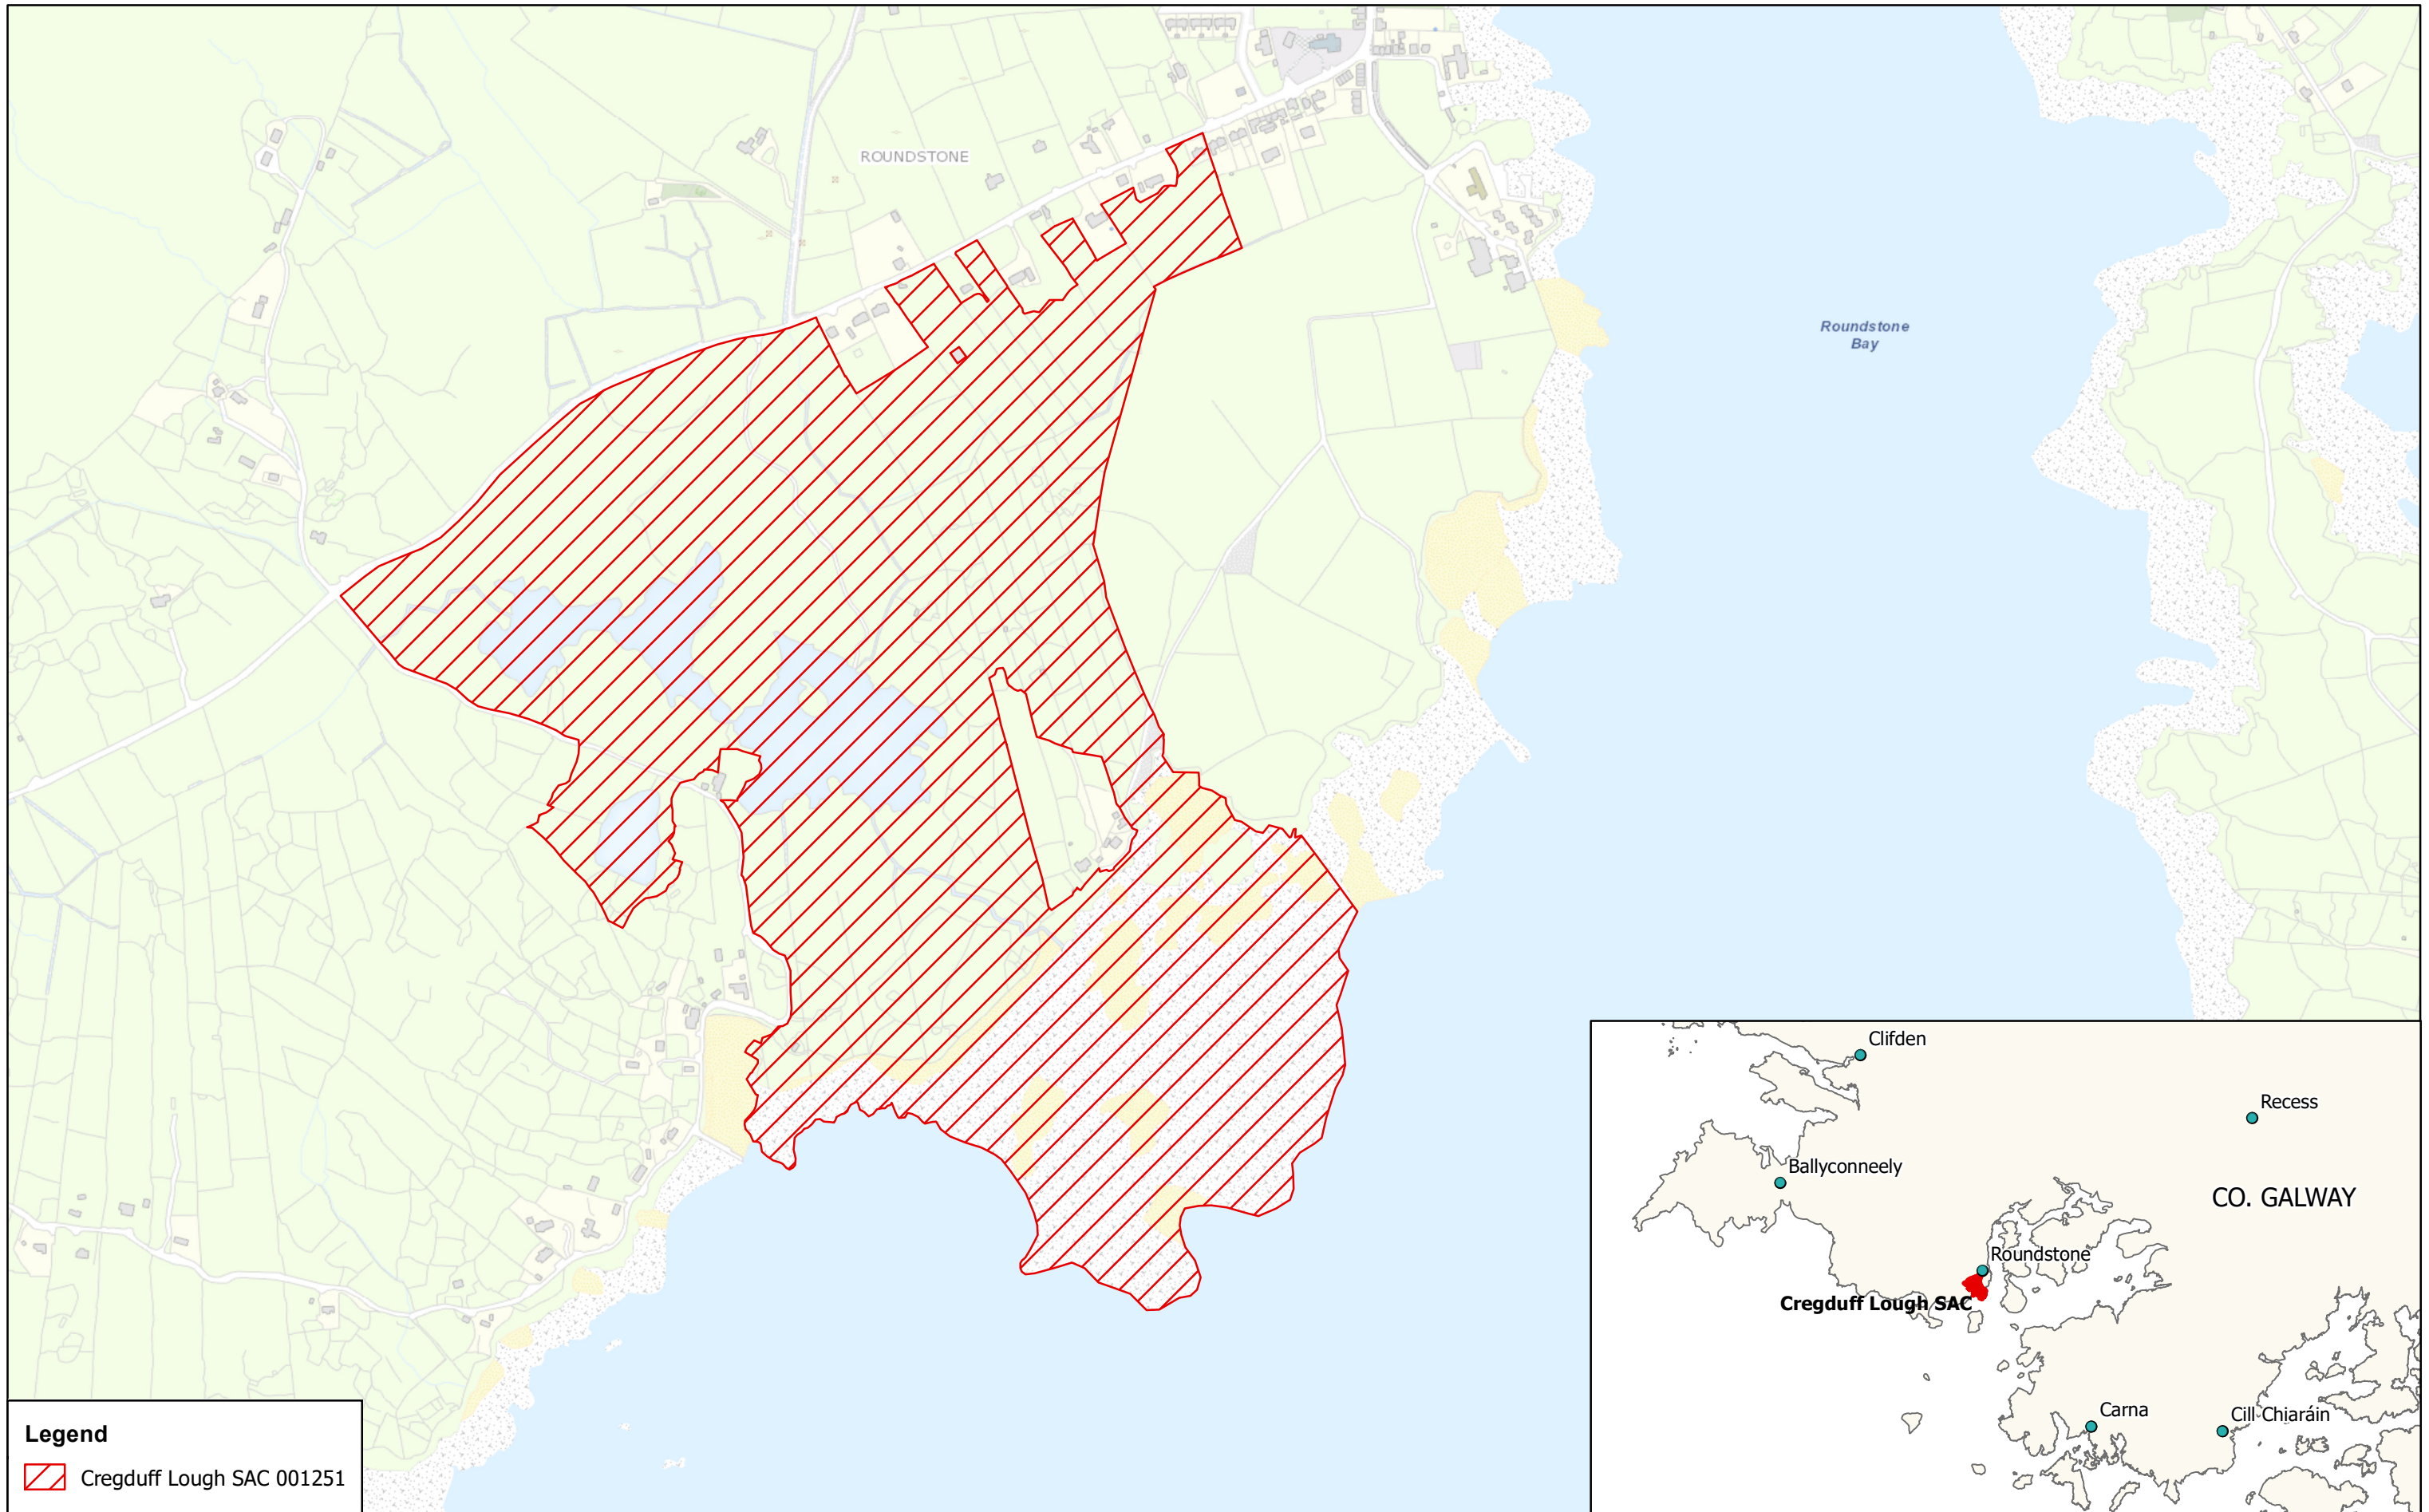 ROUNDSTONE
Roundstone
Bay
Clifden
Recess
Ballyconneely
CO. GALWAY
Roundstone
Cregduff Lough SAC
Carna
Cill Chiaráin
Legend
Cregduff Lough SAC 001251